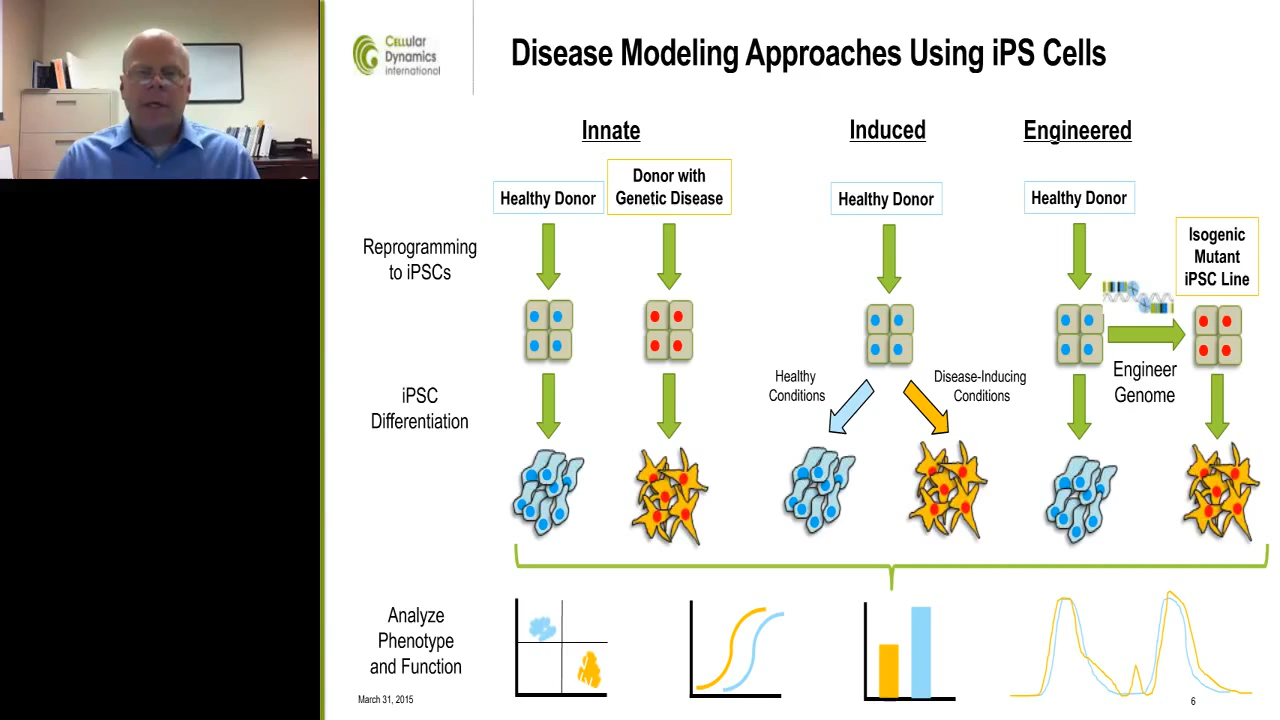 CELLular
Dynamics
international
Disease Modeling Approaches Using iPS Cells
Innate
Induced
Engineered
Healthy Donor
Donor with
Genetic Disease
Healthy Donor
Healthy Donor
Isogenic
Mutant
iPSC Line
Reprogramming
to iPSCs
Healthy
Conditions
Disease-Inducing
Conditions
Engineer
Genome
iPSC
Differentiation
Analyze
Phenotype
and Function
March 31, 2015
6